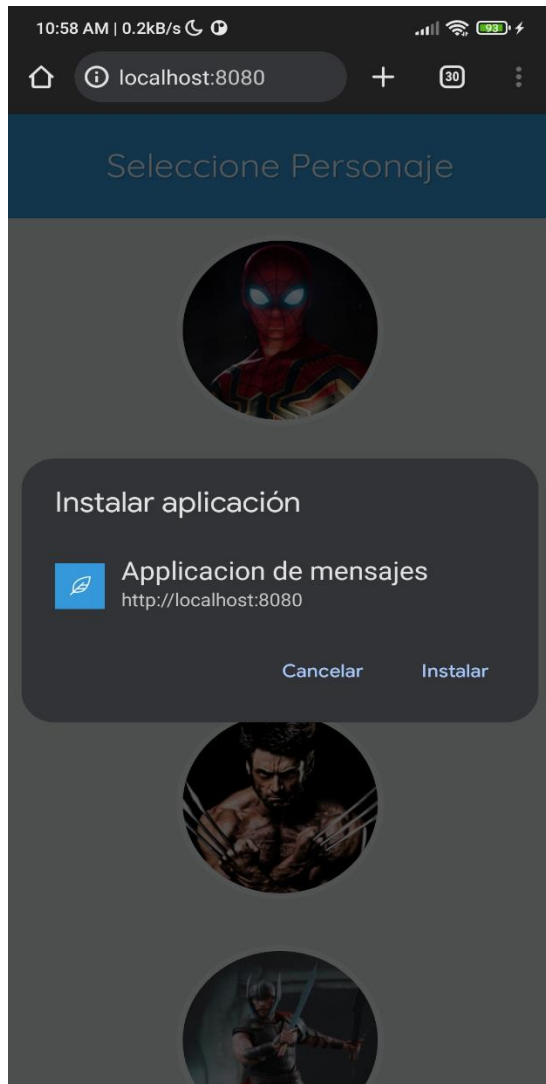 10:58 AM | 0.2kB/s
93
localhost:8080
30
Seleccione Personaje
Instalar aplicación
Applicacion de mensajes
http://localhost:8080
Cancelar Instalar